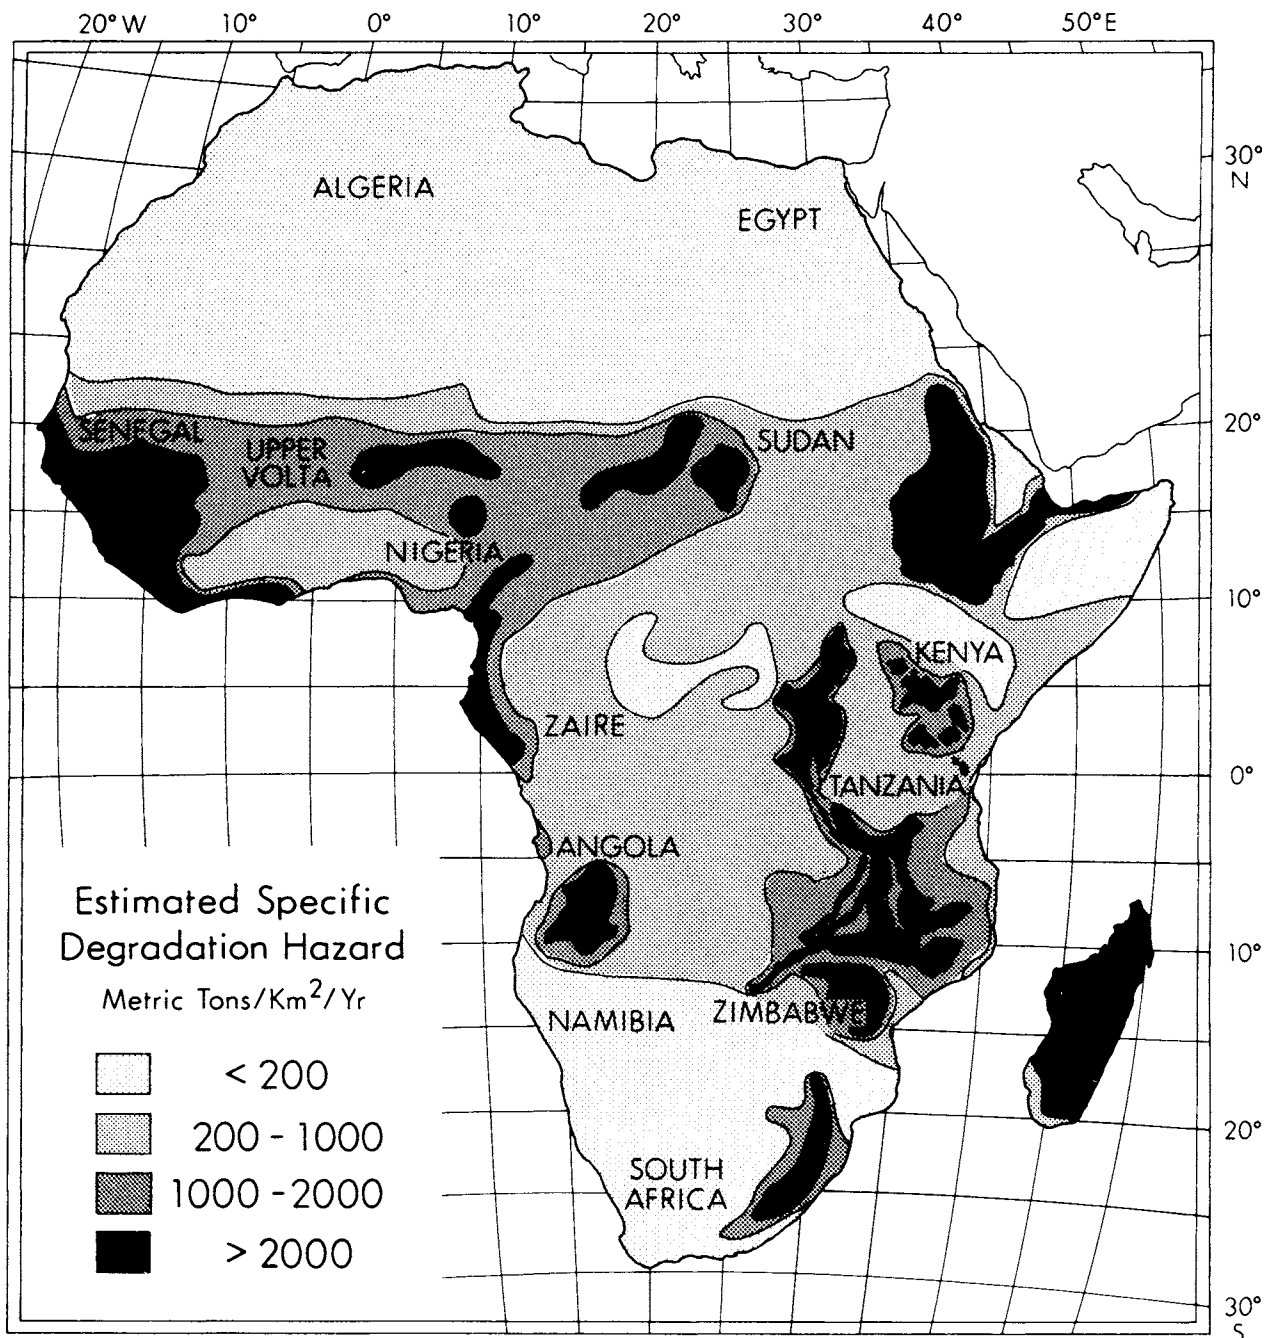 20° W 10° 0° 10° 20° 30° 40° 50° E
30°
N
ALGERIA
EGYPT
20°
SENEGAL
UPPER
VOLTA
SUDAN
NIGERIA
10°
KENYA
ZAIRE
0°
TANZANIA
ANGOLA
10°
NAMIBIA
ZIMBABWE
20°
SOUTH
AFRICA
30°
S
Estimated Specific
Degradation Hazard
Metric Tons/Km²/Yr
< 200
200 - 1000
1000 - 2000
> 2000